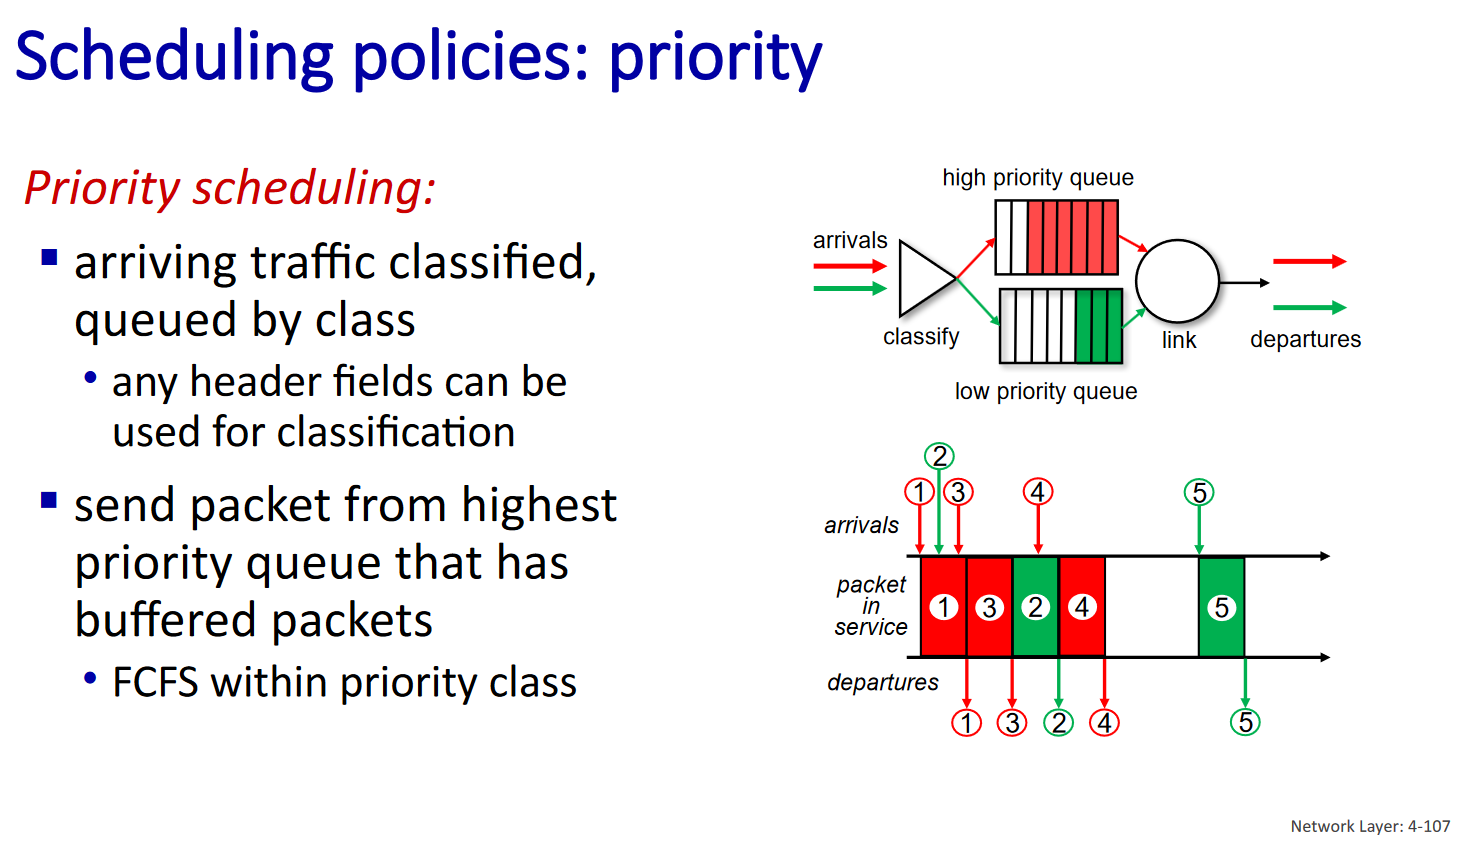 Scheduling policies: priority
Priority scheduling:
arriving traffic classified,
queued by class
any header fields can be
used for classification
send packet from highest
priority queue that has
buffered packets
FCFS within priority class
high priority queue
arrivals
classify
link
departures
low priority queue
2
1 3 4 5
arrivals
packet
in
service
1 3 2 4 5
departures
1 3 2 4 5
Network Layer: 4-107